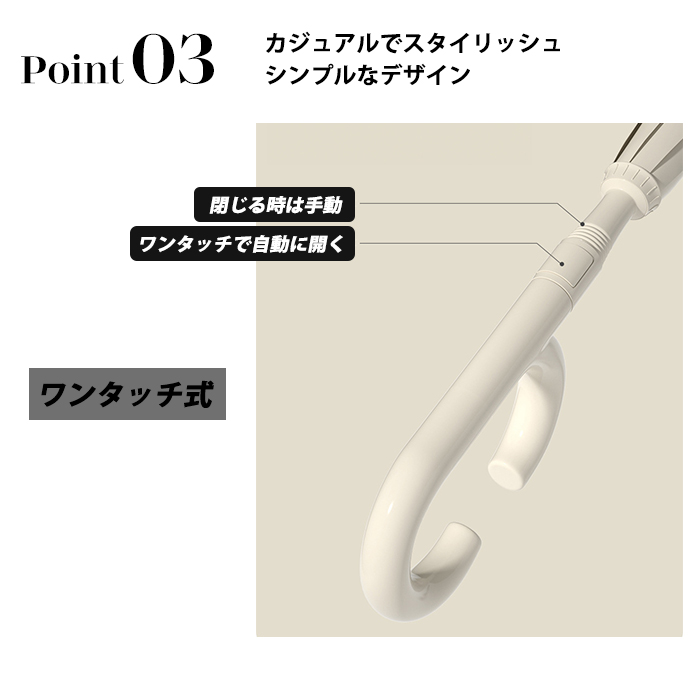 Point 03
カジュアルでスタイリッシュ
シンプルなデザイン
閉じる時は手動
ワンタッチで自動に開く
ワンタッチ式